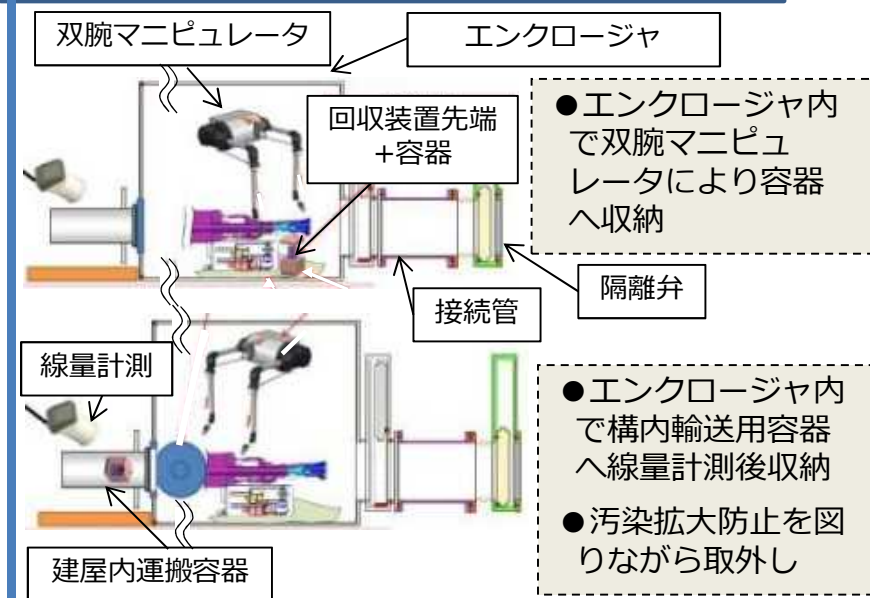 双腕マニピュレータ
エンクロージャ
回収装置先端
+容器
●エンクロージャ内
で双腕マニピュ
レータにより容器
へ収納
隔離弁
接続管
線量計測
●エンクロージャ内
で構内輸送用容器
へ線量計測後収納
●汚染拡大防止を図
りながら取外し
建屋内運搬容器